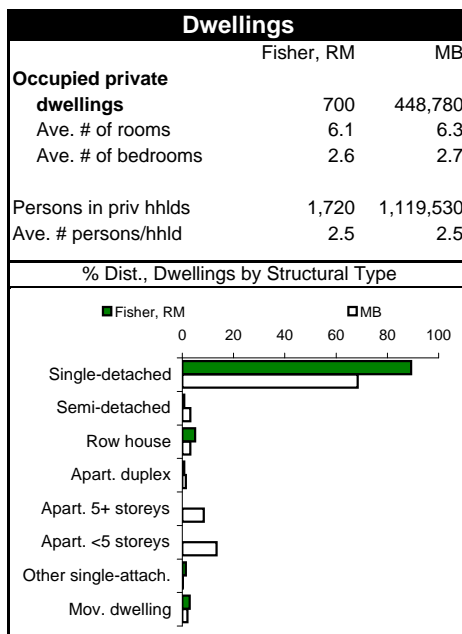 Dwellings
Fisher, RM MB
Occupied private
dwellings 700 448,780
Ave. # of rooms 6.1 6.3
Ave. # of bedrooms 2.6 2.7
Persons in priv hhlds 1,720 1,119,530
Ave. # persons/hhld 2.5 2.5
% Dist., Dwellings by Structural Type
Fisher, RM MB
0 20 40 60 80 100
Single-detached
Semi-detached
Row house
Apart. duplex
Apart. 5+ storeys
Apart. <5 storeys
Other single-attach.
Mov. dwelling